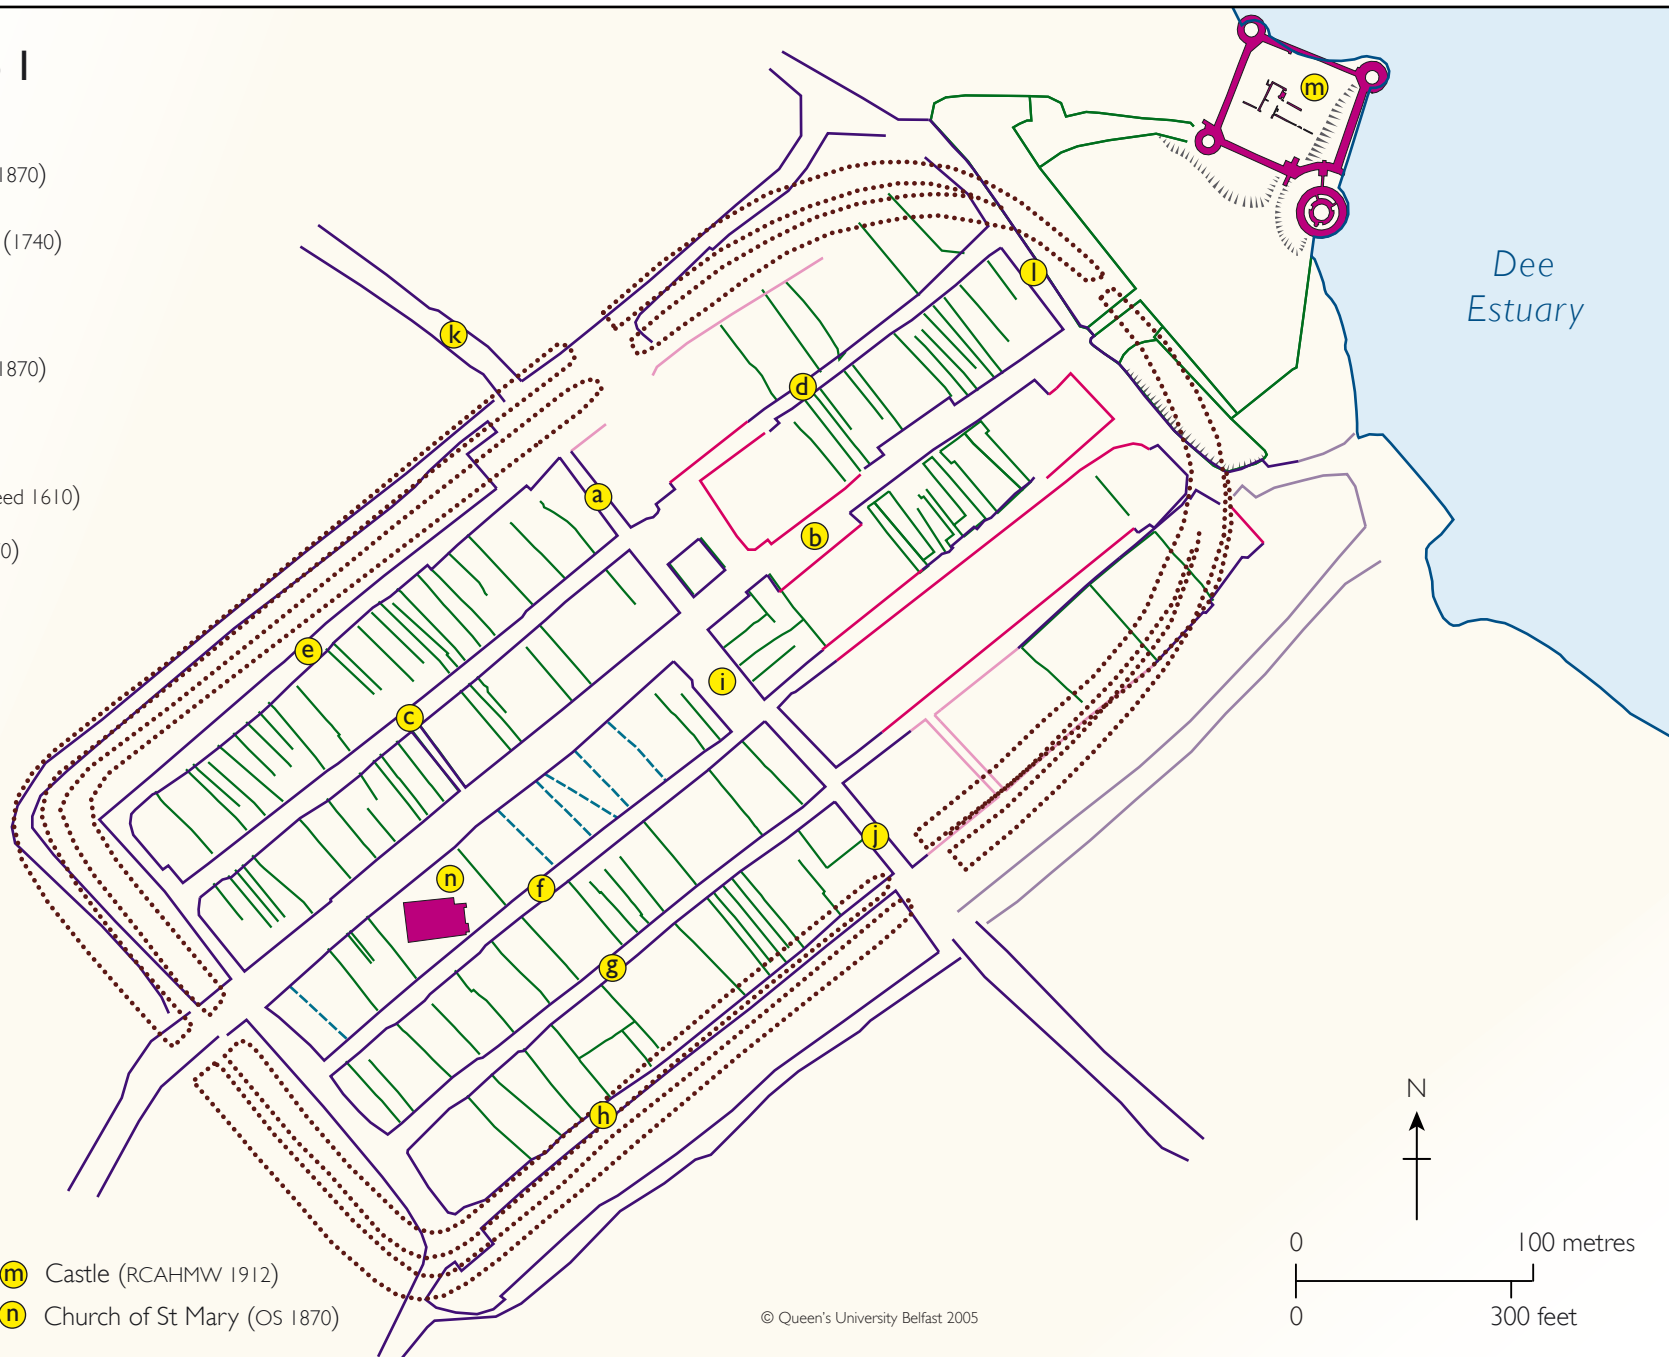 I
1870)
(1740)
1870)
eed 1610)
0)
m
l
k
d
a
b
e
i
c
j
n
f
g
h
Dee
Estuary
N
0 100 metres
0 300 feet
m Castle (RCAHMW 1912)
n Church of St Mary (OS 1870)
© Queen's University Belfast 2005